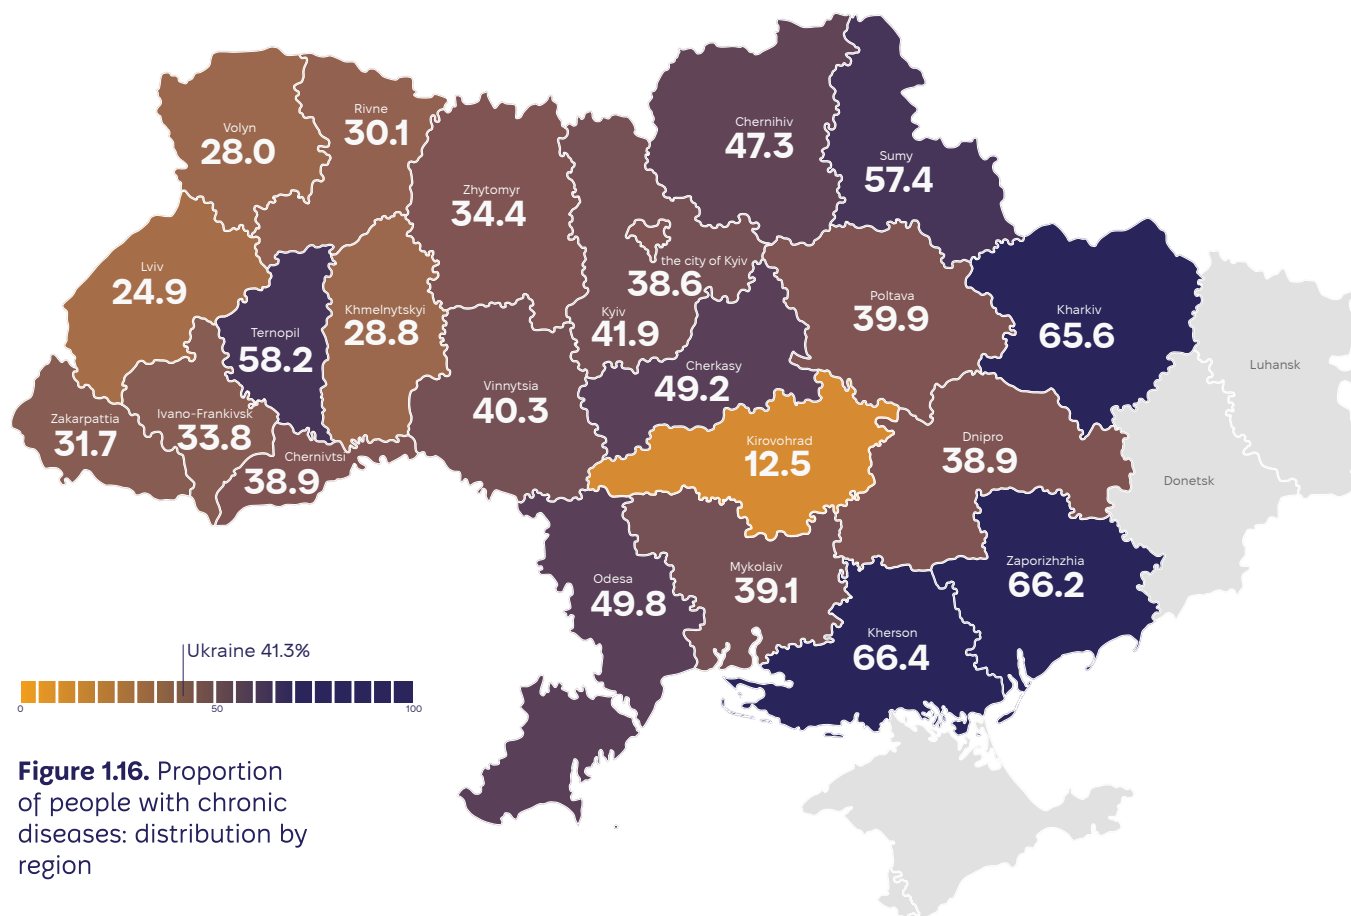 Volyn
28.0
Rivne
30.1
Zhytomyr
34.4
Chernihiv
47.3
Sumy
57.4
Lviv
24.9
Ternopil
58.2
Khmelnytskyi
28.8
the city of Kyiv
38.6
Kyiv
41.9
Poltava
39.9
Kharkiv
65.6
Luhansk
Cherkasy
49.2
Vinnytsia
40.3
Zakarpattia
31.7
Ivano-Frankivsk
33.8
Chernivtsi
38.9
Kirovohrad
12.5
Dnipro
38.9
Donetsk
Odesa
49.8
Mykolaiv
39.1
Zaporizhzhia
66.2
Kherson
66.4
Ukraine 41.3%
0 50 100
Figure 1.16. Proportion
of people with chronic
diseases: distribution by
region